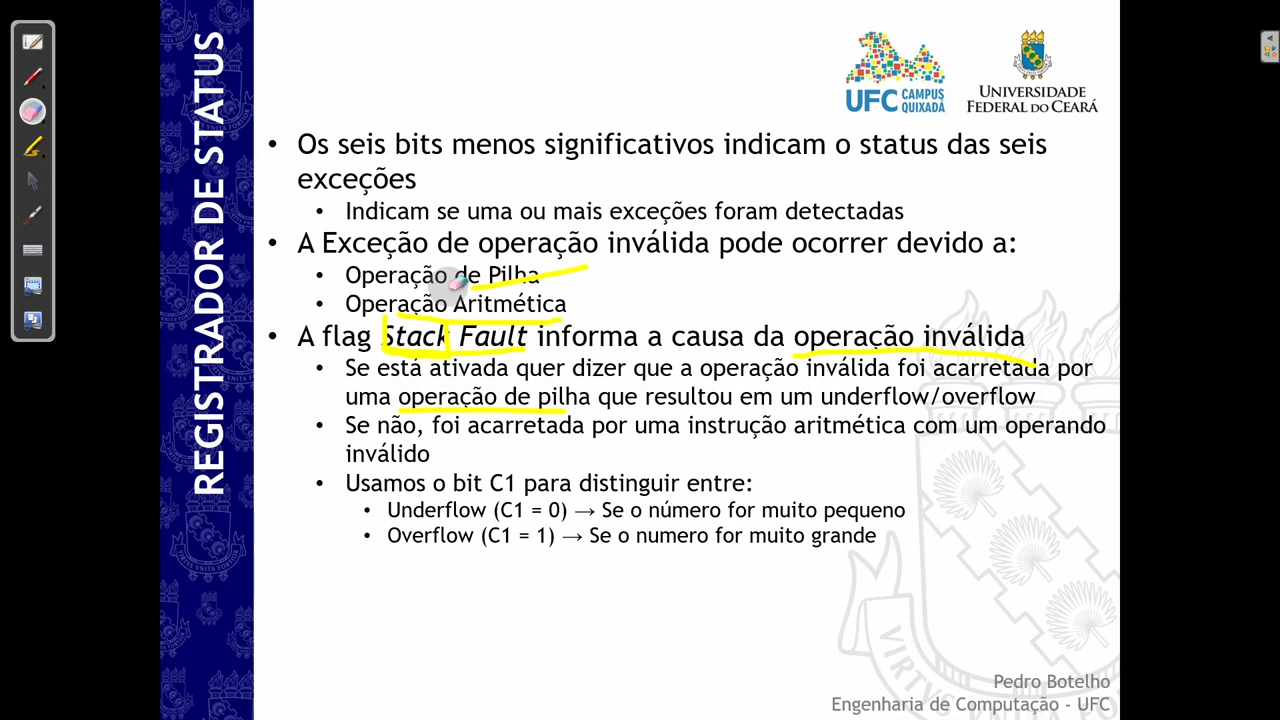 REGISTRADOR DE STATUS
UFC CAMPUS QUIXADÁ
UNIVERSIDADE
FEDERAL DO CEARÁ
• Os seis bits menos significativos indicam o status das seis
exceções
• Indicam se uma ou mais exceções foram detectadas
• A Exceção de operação inválida pode ocorrer devido a:
• Operação de Pilha
• Operação Aritmética
• A flag Stack Fault informa a causa da operação inválida
• Se está ativada quer dizer que a operação inválida foi acarretada por
uma operação de pilha que resultou em um underflow/overflow
• Se não, foi acarretada por uma instrução aritmética com um operando
inválido
• Usamos o bit C1 para distinguir entre:
• Underflow (C1 = 0) → Se o número for muito pequeno
• Overflow (C1 = 1) → Se o numero for muito grande
Pedro Botelho
Engenharia de Computação - UFC